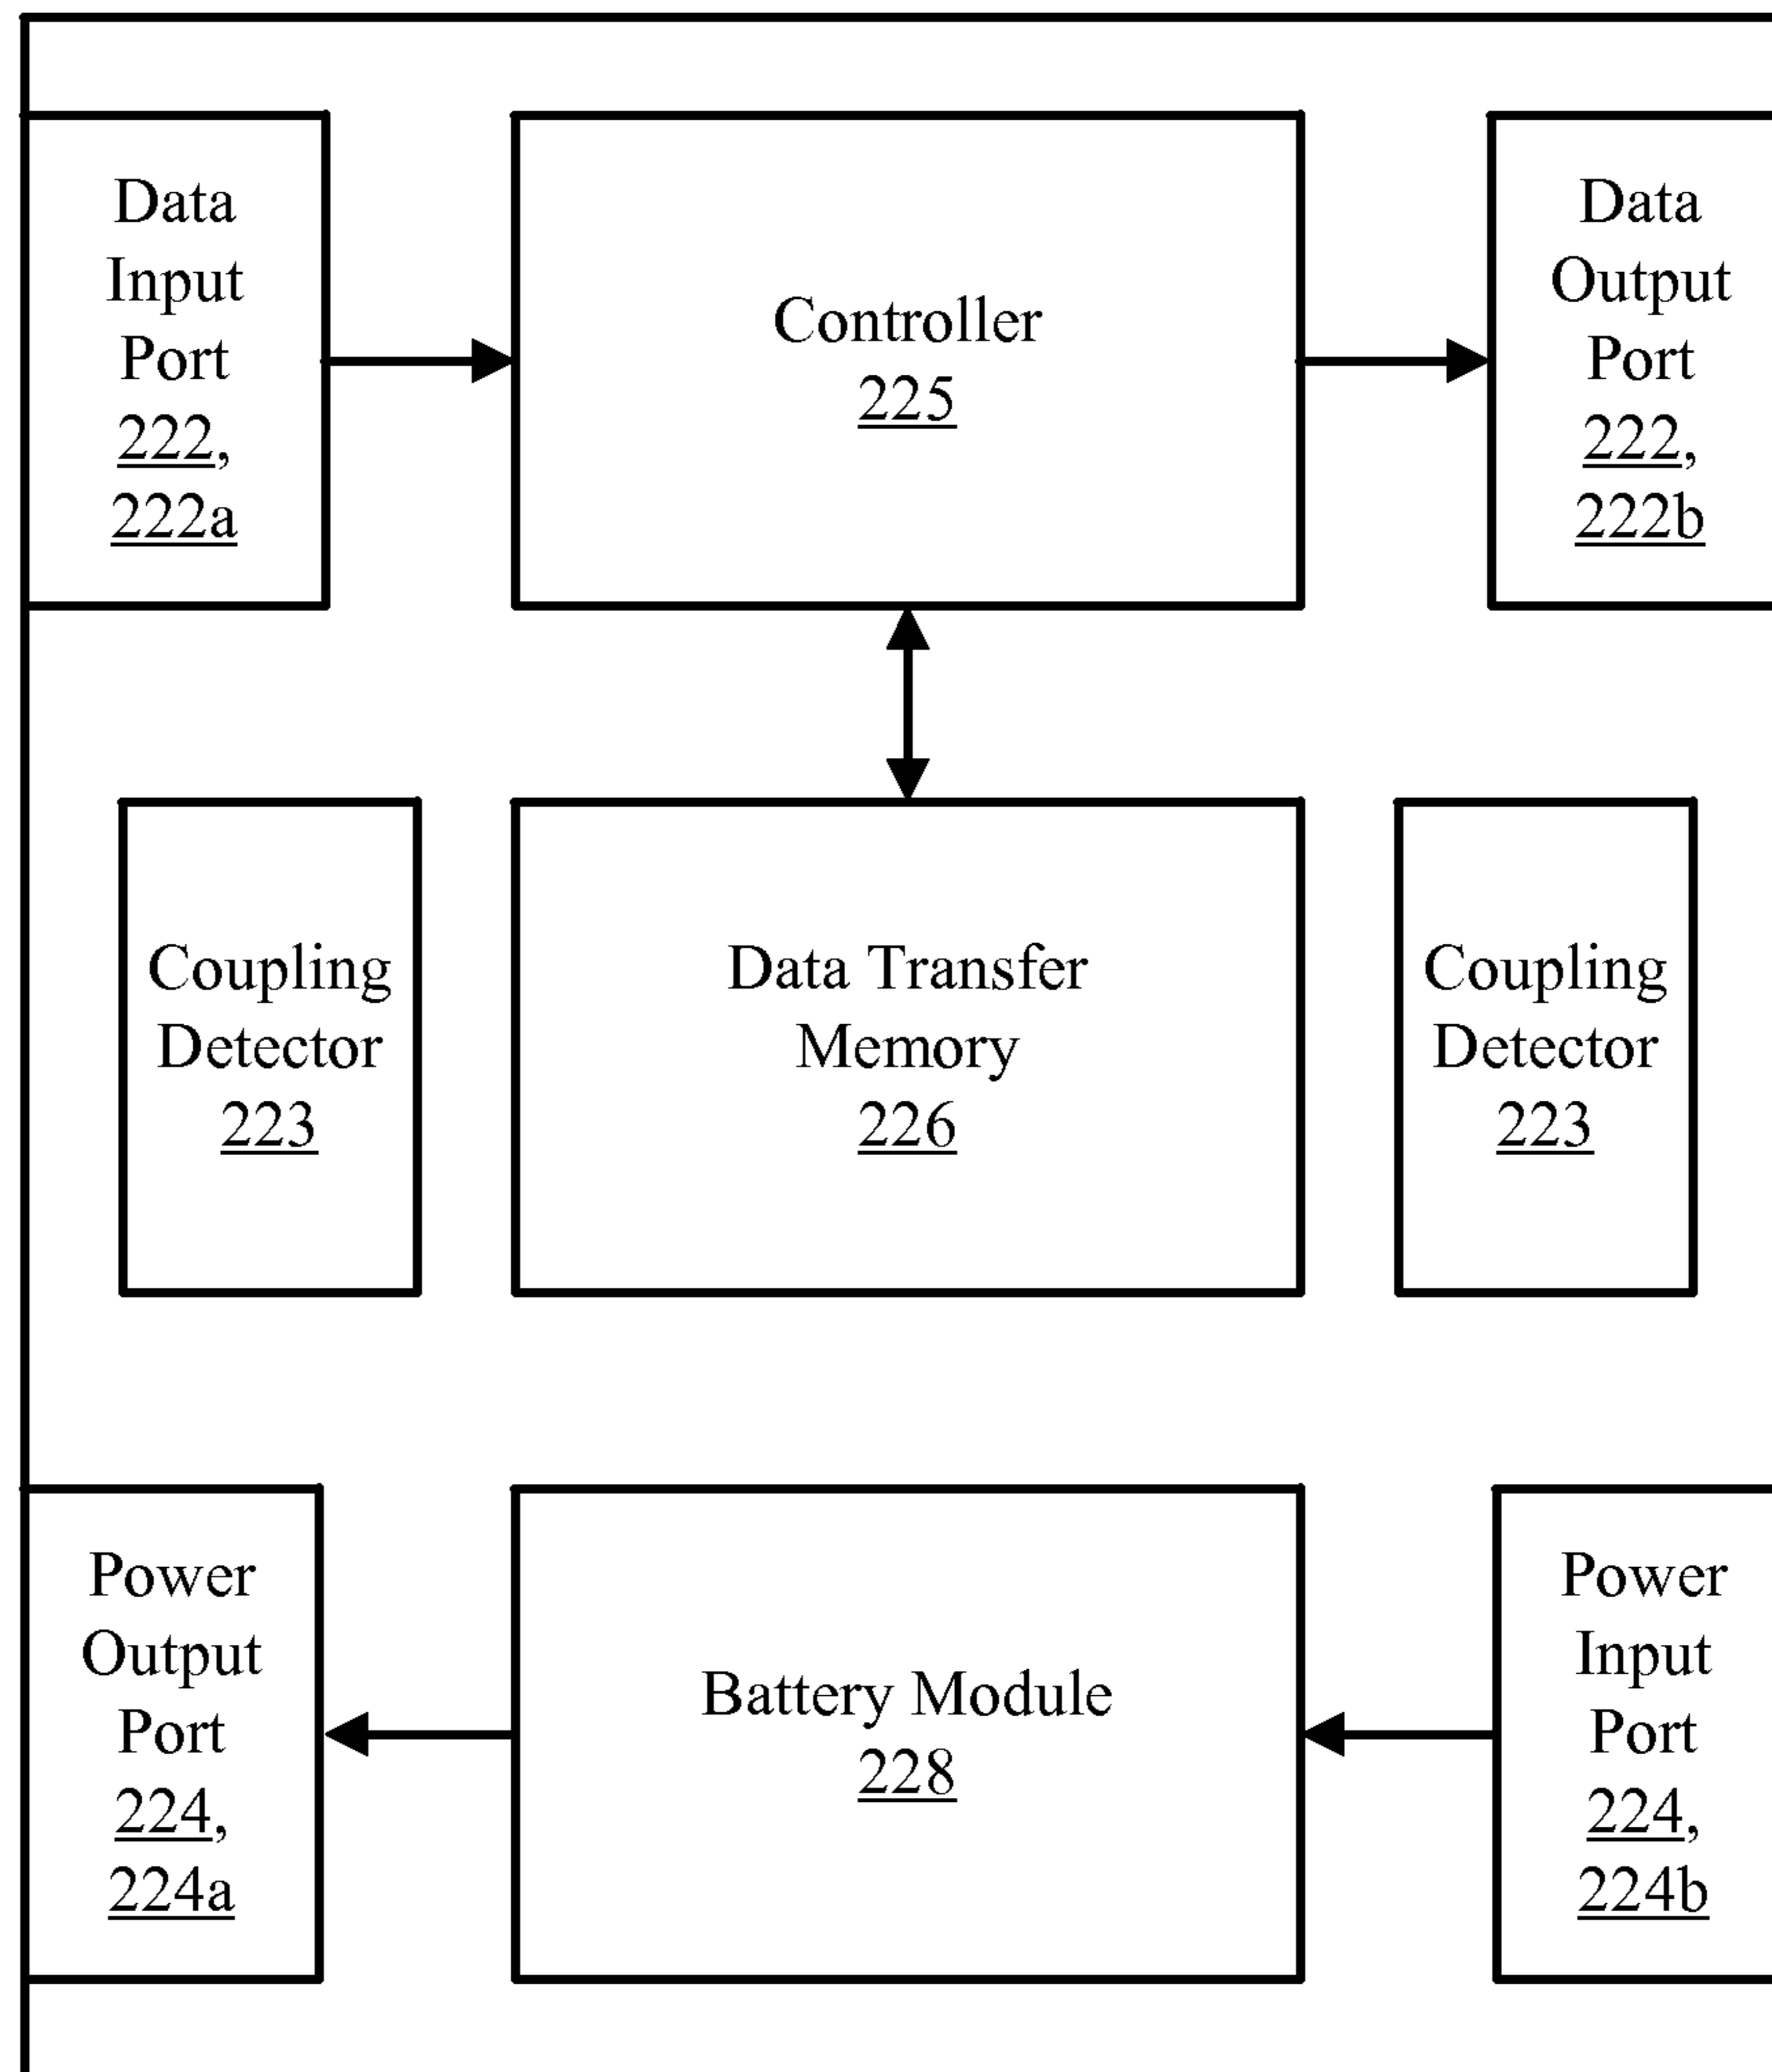 Data
Input
Port
222,
222a
Controller
225
Data
Output
Port
222,
222b
Coupling
Detector
223
Data Transfer
Memory
226
Coupling
Detector
223
Power
Output
Port
224,
224a
Battery Module
228
Power
Input
Port
224,
224b